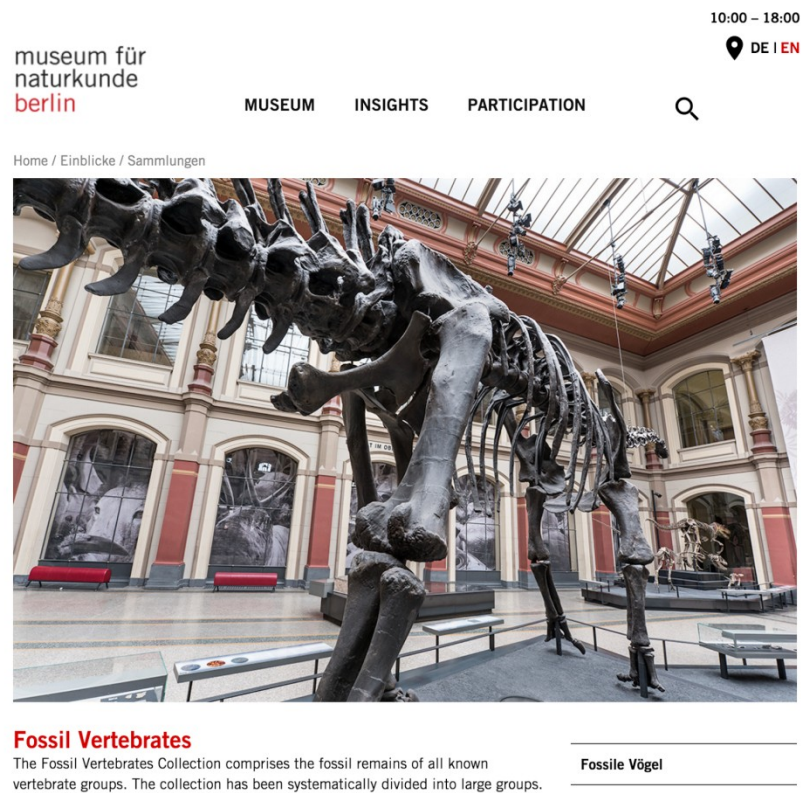 10:00 – 18:00
DE | EN
museum für
naturkunde
berlin
MUSEUM INSIGHTS PARTICIPATION
Home / Einblicke / Sammlungen
Fossil Vertebrates
The Fossil Vertebrates Collection comprises the fossil remains of all known
vertebrate groups. The collection has been systematically divided into large groups.
Fossile Vögel